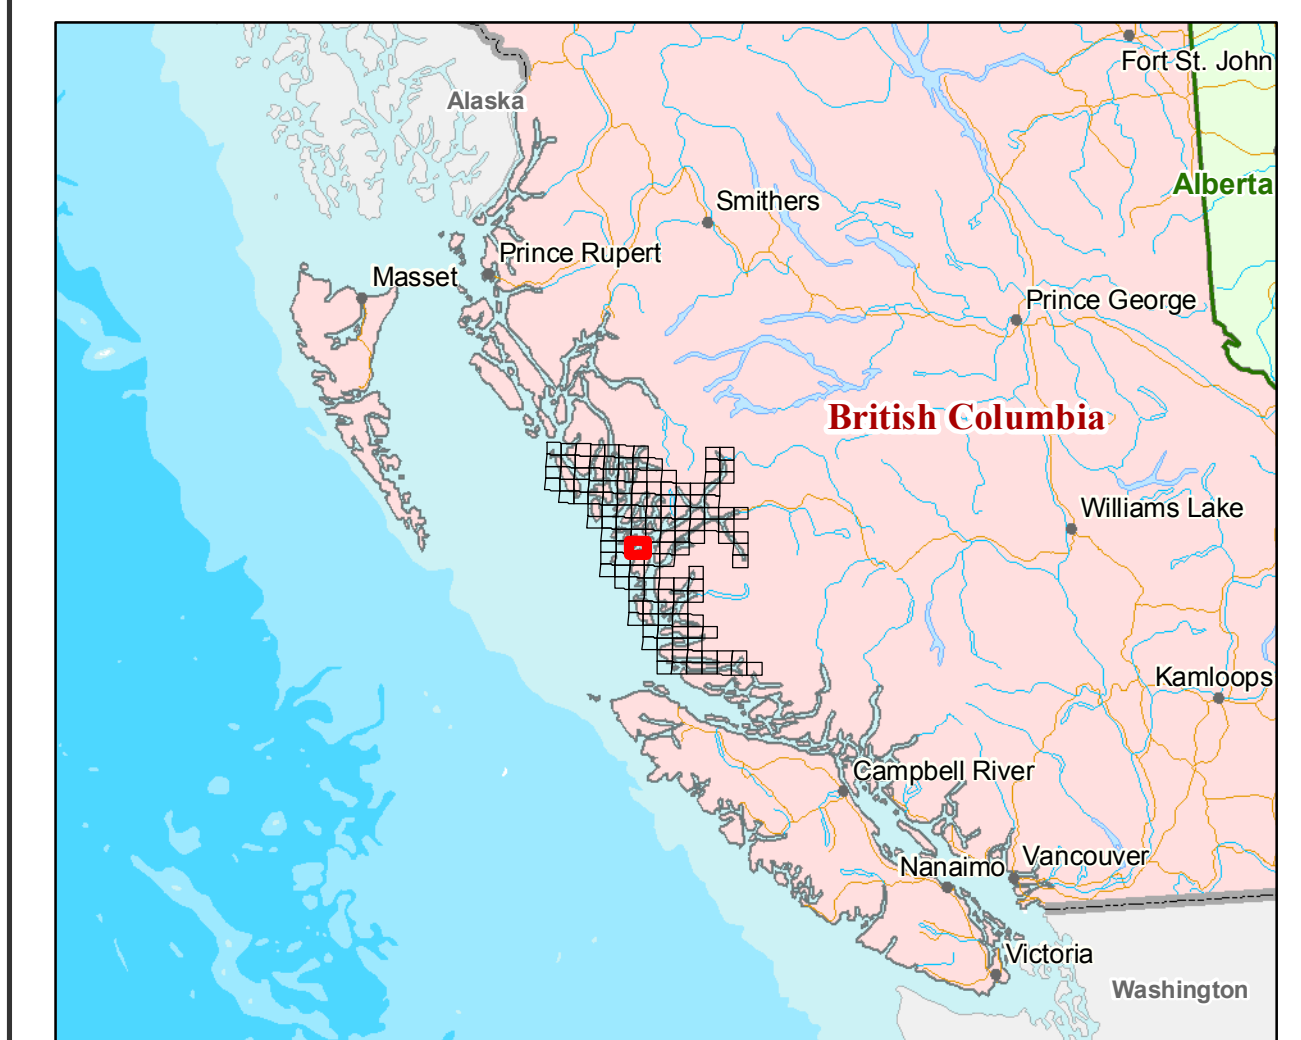 Fort St. John
Alaska
Alberta
Smithers
Prince Rupert
Masset
Prince George
British Columbia
Williams Lake
Kamloops
Campbell River
Vancouver
Nanaimo
Victoria
Washington